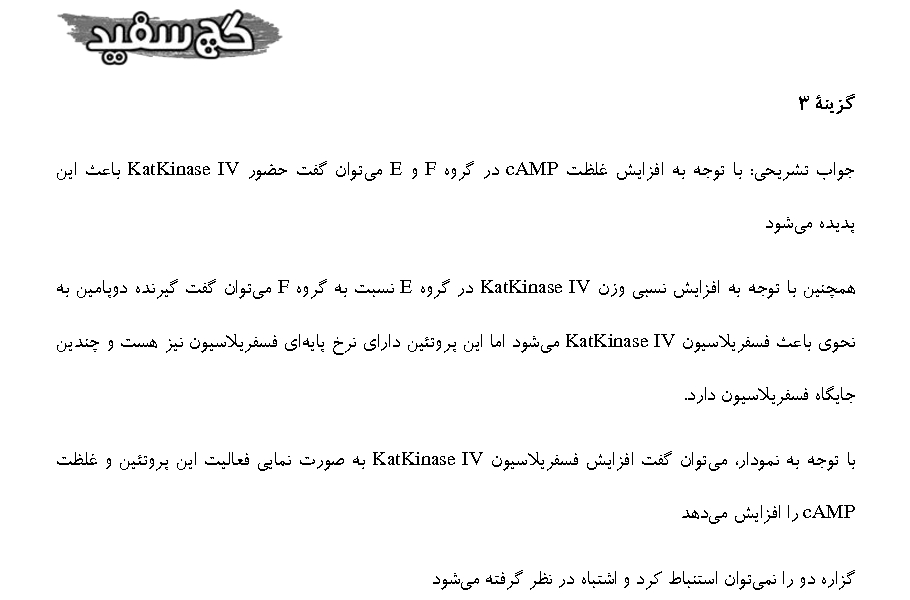 گچ سفید
گزینهٔ ۳
جواب تشریحی: با توجه به افزایش غلظت cAMP در گروه F و E می‌توان گفت حضور KatKinase IV باعث این
پدیده می‌شود
همچنین با توجه به افزایش نسبی وزن KatKinase IV در گروه E نسبت به گروه F می‌توان گفت گیرنده دوپامین به
نحوی باعث فسفریلاسیون KatKinase IV می‌شود اما این پروتئین دارای نرخ پایه‌ای فسفریلاسیون نیز هست و چندین
جایگاه فسفریلاسیون دارد.
با توجه به نمودار، می‌توان گفت افزایش فسفریلاسیون KatKinase IV به صورت نمایی فعالیت این پروتئین و غلظت
cAMP را افزایش می‌دهد
گزاره دو را نمی‌توان استنباط کرد و اشتباه در نظر گرفته می‌شود